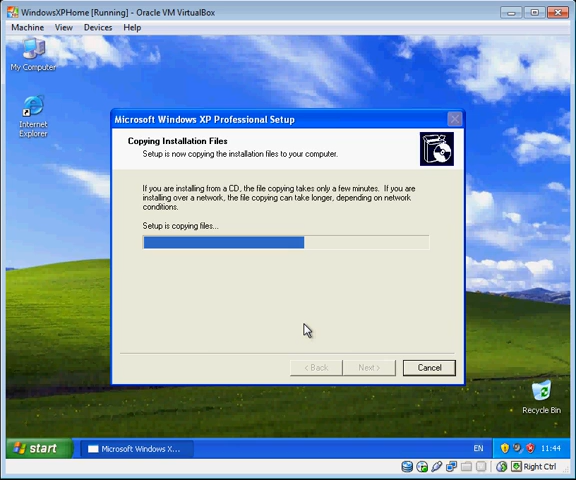 WindowsXPHome [Running] - Oracle VM VirtualBox
Machine View Devices Help
My Computer
Internet
Explorer
Microsoft Windows XP Professional Setup
Copying Installation Files
Setup is now copying the installation files to your computer.
If you are installing from a CD, the file copying takes only a few minutes. If you are
installing over a network, the file copying can take longer, depending on network
conditions.
Setup is copying files...
< Back Next > Cancel
Recycle Bin
start Microsoft Windows X... EN 11:44
Right Ctrl